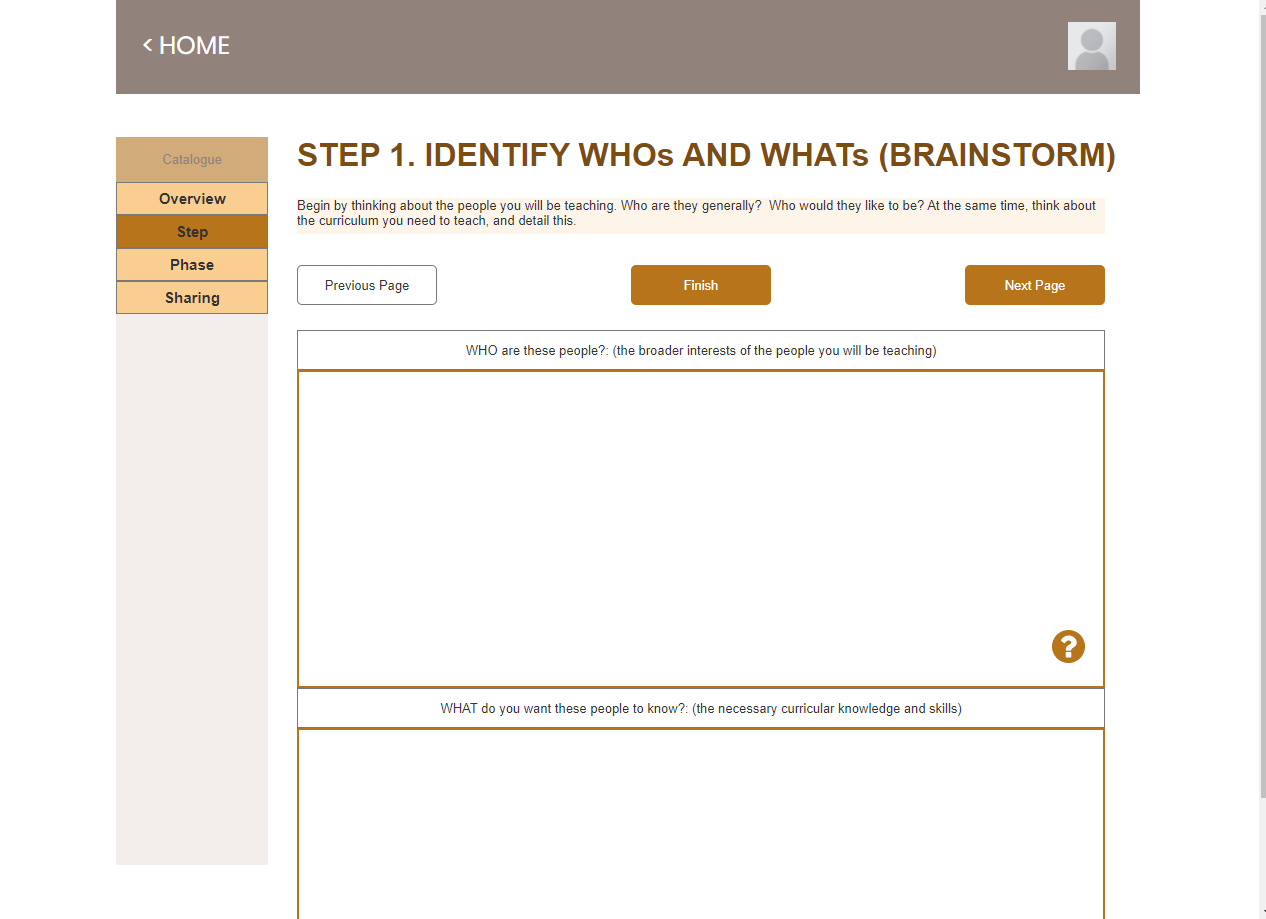 < HOME
Catalogue
Overview
Step
Phase
Sharing
STEP 1. IDENTIFY WHOs AND WHATs (BRAINSTORM)
Begin by thinking about the people you will be teaching. Who are they generally?  Who would they like to be? At the same time, think about
the curriculum you need to teach, and detail this.
Previous Page
Finish
Next Page
WHO are these people?: (the broader interests of the people you will be teaching)
?
WHAT do you want these people to know?: (the necessary curricular knowledge and skills)